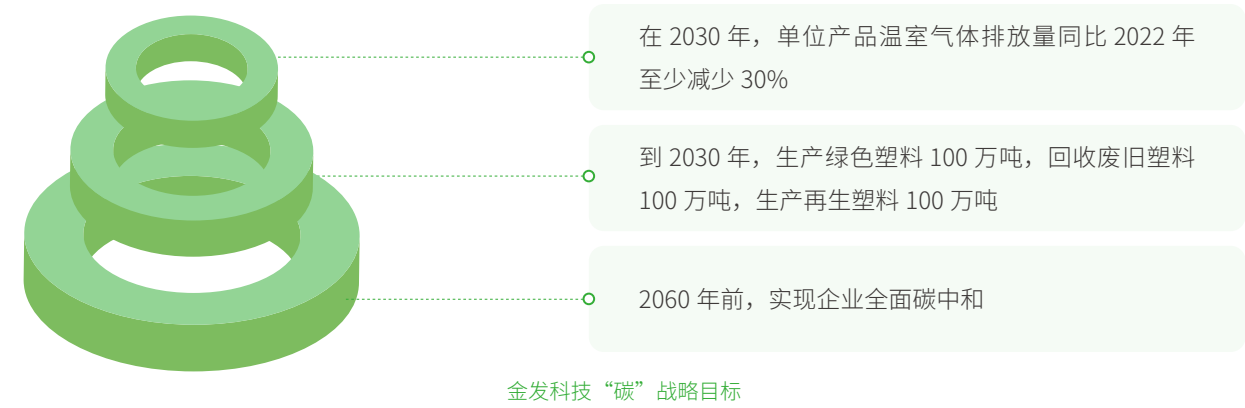 在 2030 年，单位产品温室气体排放量同比 2022 年
至少减少 30%
到 2030 年，生产绿色塑料 100 万吨，回收废旧塑料
100 万吨，生产再生塑料 100 万吨
2060 年前，实现企业全面碳中和
金发科技“碳”战略目标